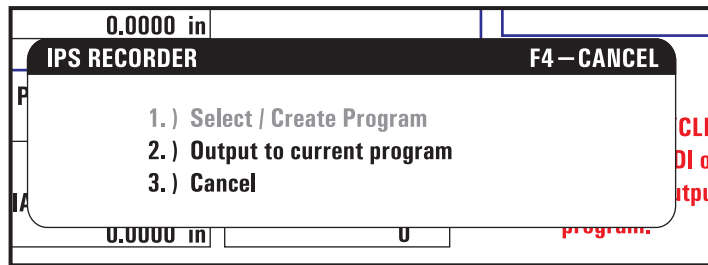 0.0000 in
IPS RECORDER F4 – CANCEL
1. ) Select / Create Program
2. ) Output to current program
3. ) Cancel
0.0000 in 0
program.